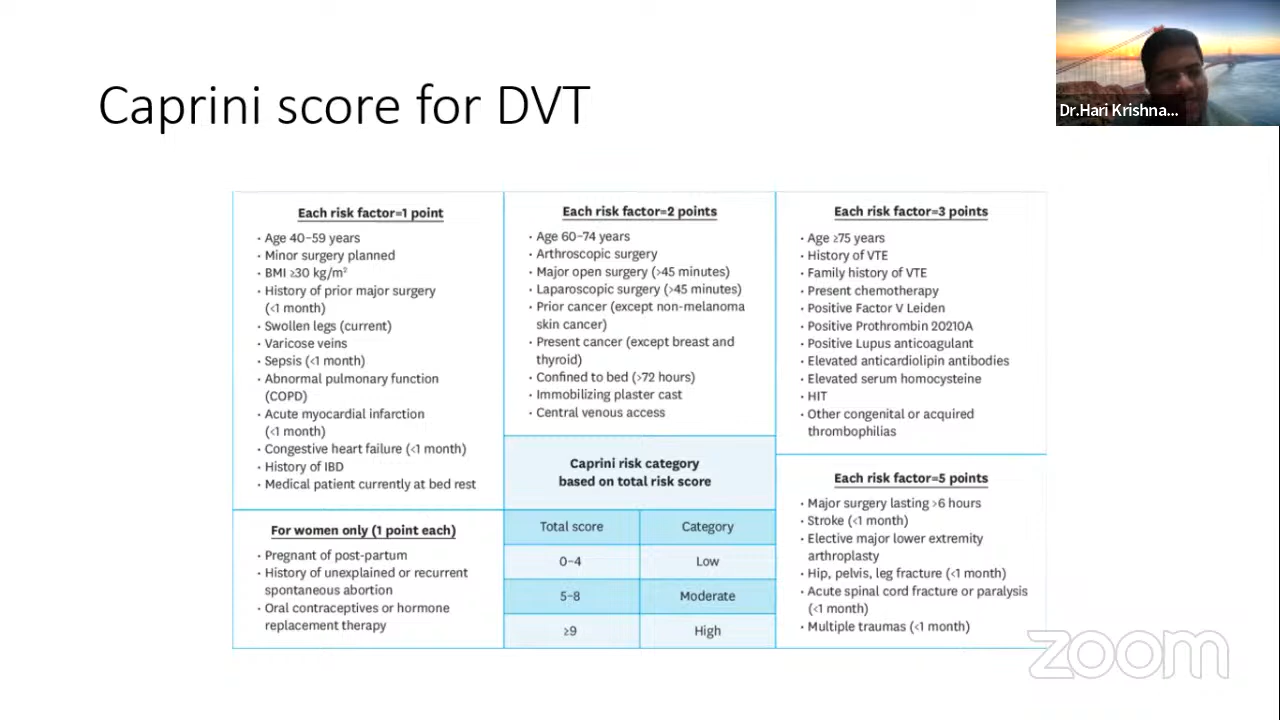 Caprini score for DVT
Dr.Hari Krishna...
Each risk factor=1 point
· Age 40–59 years
· Minor surgery planned
· BMI ≥30 kg/m²
· History of prior major surgery
(<1 month)
· Swollen legs (current)
· Varicose veins
· Sepsis (<1 month)
· Abnormal pulmonary function
(COPD)
· Acute myocardial infarction
(<1 month)
· Congestive heart failure (<1 month)
· History of IBD
· Medical patient currently at bed rest
For women only (1 point each)
· Pregnant of post-partum
· History of unexplained or recurrent
spontaneous abortion
· Oral contraceptives or hormone
replacement therapy
Each risk factor=2 points
· Age 60–74 years
· Arthroscopic surgery
· Major open surgery (>45 minutes)
· Laparoscopic surgery (>45 minutes)
· Prior cancer (except non-melanoma
skin cancer)
· Present cancer (except breast and
thyroid)
· Confined to bed (>72 hours)
· Immobilizing plaster cast
· Central venous access
Caprini risk category
based on total risk score
Total score Category
0–4 Low
5–8 Moderate
≥9 High
Each risk factor=3 points
· Age ≥75 years
· History of VTE
· Family history of VTE
· Present chemotherapy
· Positive Factor V Leiden
· Positive Prothrombin 20210A
· Positive Lupus anticoagulant
· Elevated anticardiolipin antibodies
· Elevated serum homocysteine
· HIT
· Other congenital or acquired
thrombophilias
Each risk factor=5 points
· Major surgery lasting >6 hours
· Stroke (<1 month)
· Elective major lower extremity
arthroplasty
· Hip, pelvis, leg fracture (<1 month)
· Acute spinal cord fracture or paralysis
(<1 month)
· Multiple traumas (<1 month)
zoom